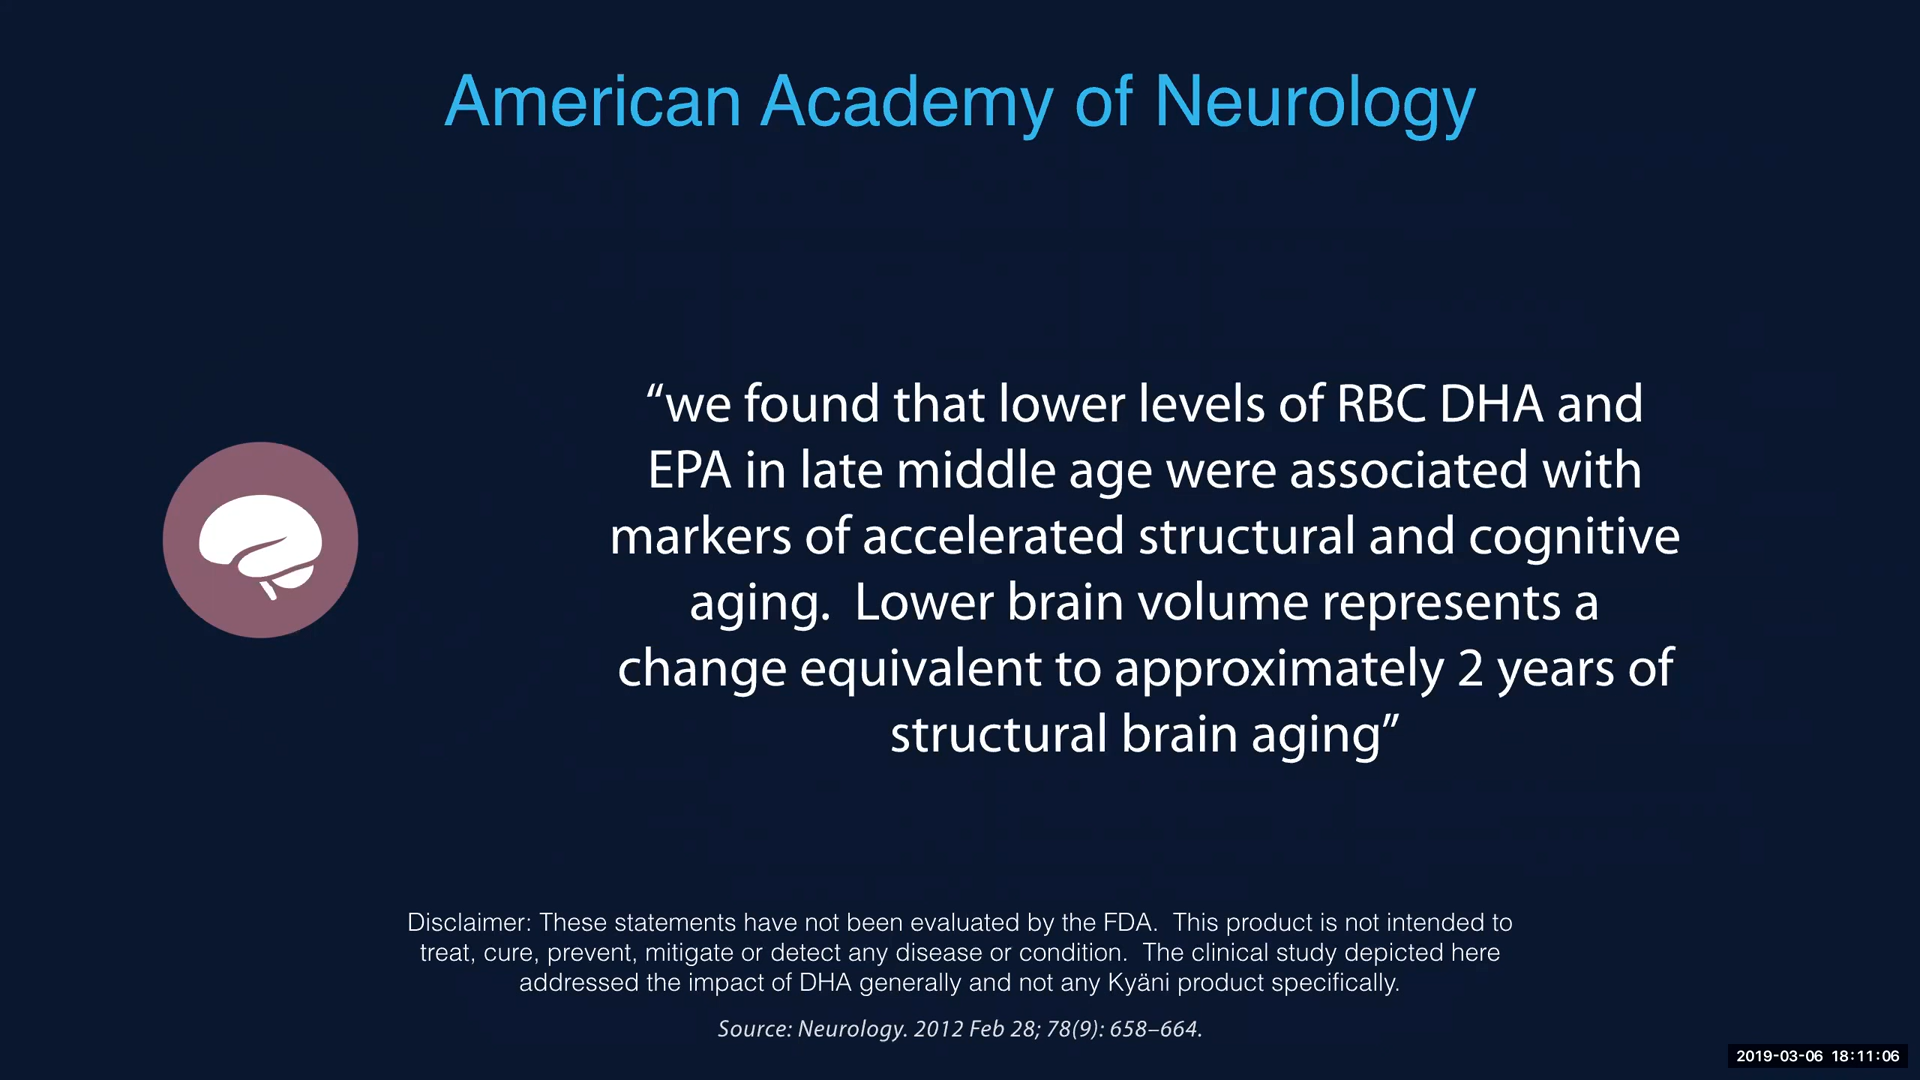 American Academy of Neurology
“we found that lower levels of RBC DHA and
EPA in late middle age were associated with
markers of accelerated structural and cognitive
aging.  Lower brain volume represents a
change equivalent to approximately 2 years of
structural brain aging”
Disclaimer: These statements have not been evaluated by the FDA.  This product is not intended to
treat, cure, prevent, mitigate or detect any disease or condition.  The clinical study depicted here
addressed the impact of DHA generally and not any Kyäni product specifically.
Source: Neurology. 2012 Feb 28; 78(9): 658–664.
2019-03-06 18:11:06